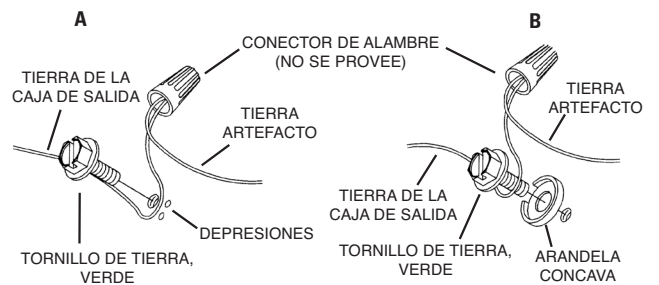 A
B
CONECTOR DE ALAMBRE
(NO SE PROVEE)
TIERRA DE LA
CAJA DE SALIDA
TIERRA
ARTEFACTO
DEPRESIONES
TORNILLO DE TIERRA,
VERDE
TIERRA
ARTEFACTO
TIERRA DE LA
CAJA DE SALIDA
TORNILLO DE TIERRA,
VERDE
ARANDELA
CONCAVA